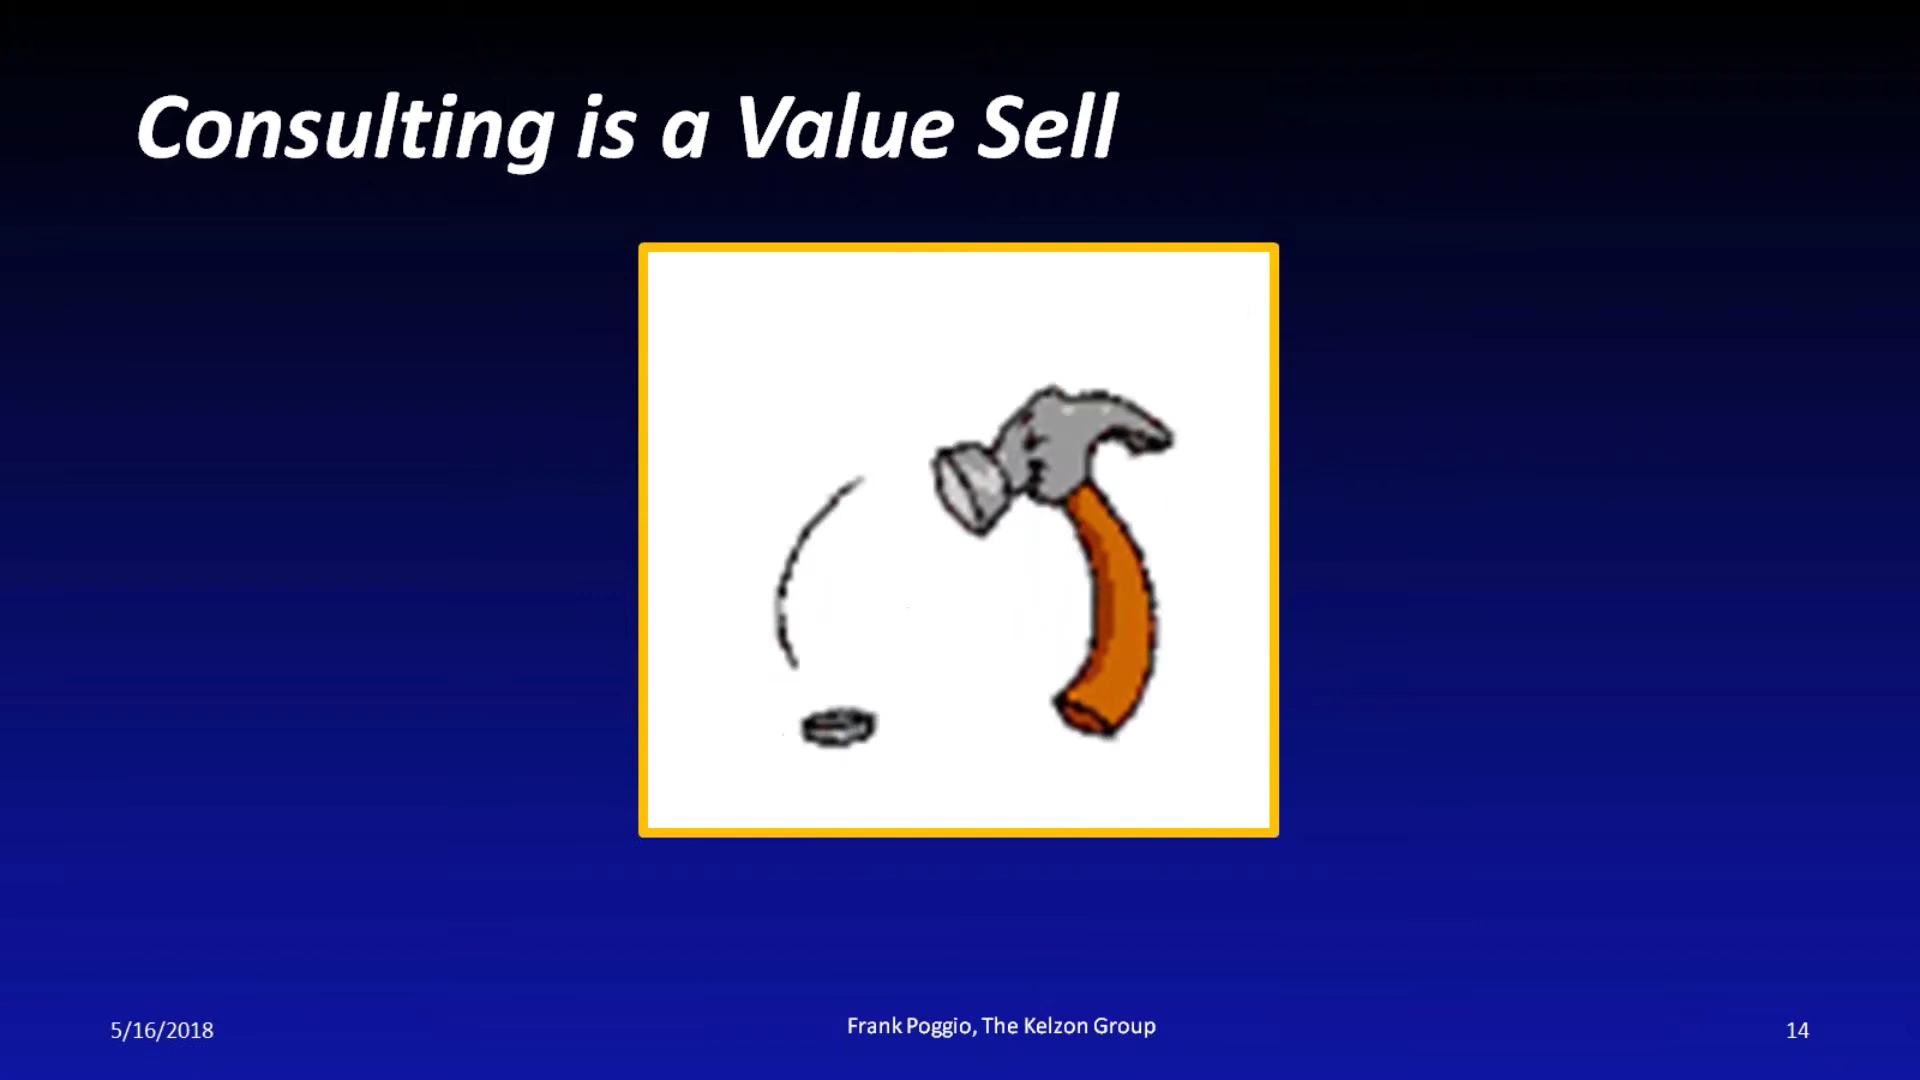 Consulting is a Value Sell
5/16/2018
Frank Poggio, The Kelzon Group
14